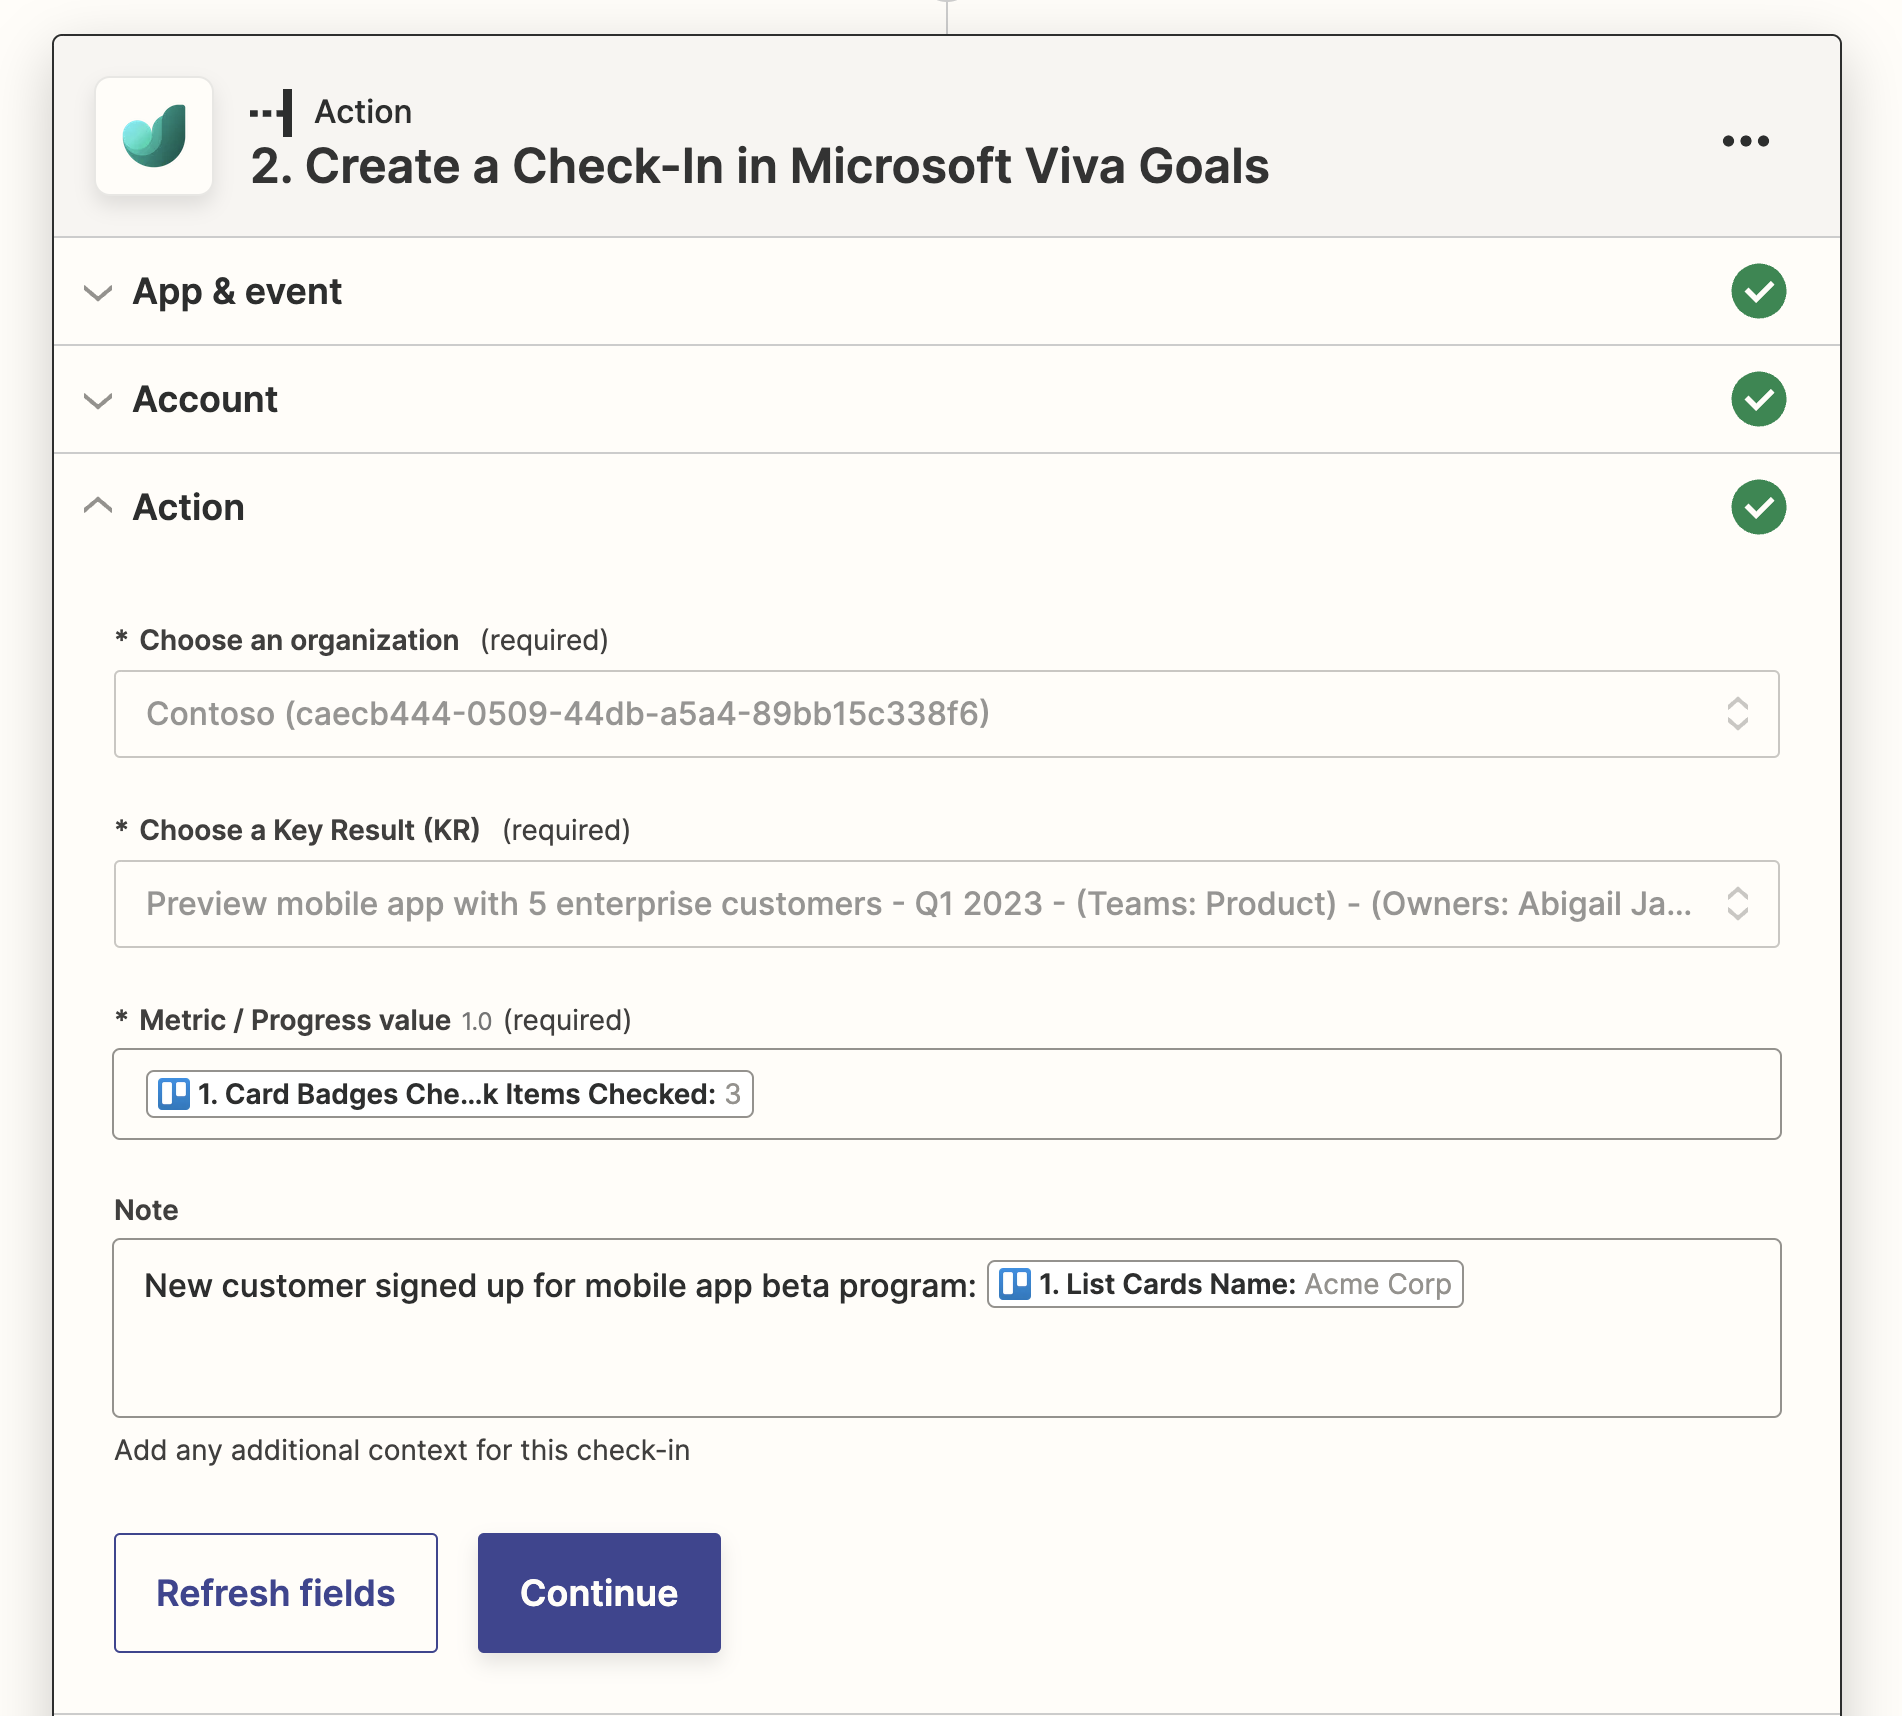 Action
2. Create a Check-In in Microsoft Viva Goals
App & event
Account
Action
* Choose an organization (required)
Contoso (caecb444-0509-44db-a5a4-89bb15c338f6)
* Choose a Key Result (KR) (required)
Preview mobile app with 5 enterprise customers - Q1 2023 - (Teams: Product) - (Owners: Abigail Ja...
* Metric / Progress value 1.0 (required)
1. Card Badges Che...k Items Checked: 3
Note
New customer signed up for mobile app beta program: 1. List Cards Name: Acme Corp
Add any additional context for this check-in
Refresh fields Continue